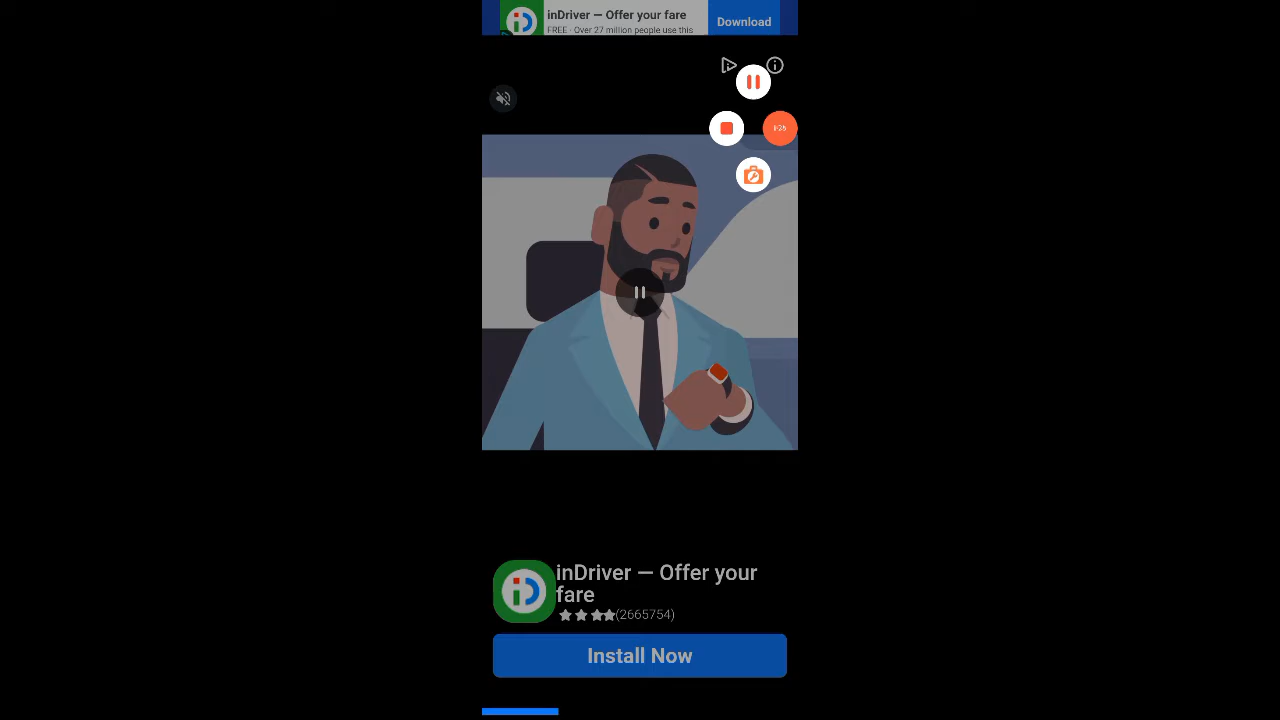 inDriver — Offer your fare
FREE · Over 27 million people use this
Download
inDriver — Offer your
fare
(2665754)
Install Now